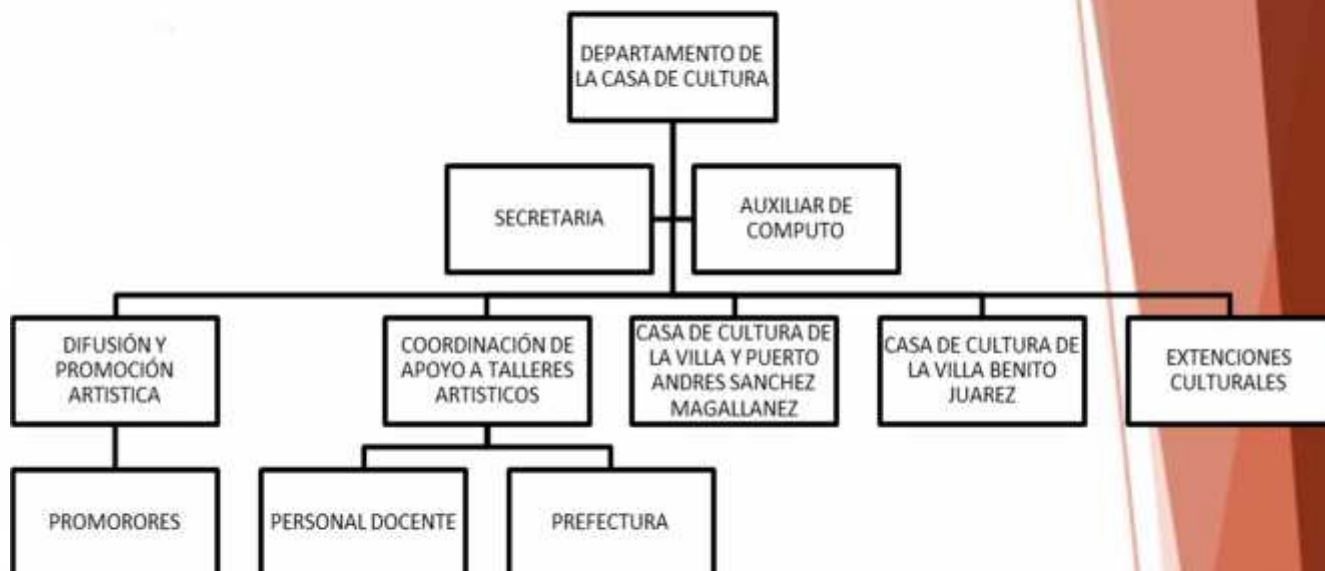 DEPARTAMENTO DE
LA CASA DE CULTURA
SECRETARIA
AUXILIAR DE
COMPUTO
DIFUSIÓN Y
PROMOCIÓN
ARTISTICA
COORDINACIÓN DE
APOYO A TALLERES
ARTISTICOS
CASA DE CULTURA DE
LA VILLA Y PUERTO
ANDRES SANCHEZ
MAGALLANEZ
CASA DE CULTURA DE
LA VILLA BENITO
JUAREZ
EXTENCIONES
CULTURALES
PROMORORES
PERSONAL DOCENTE
PREFECTURA